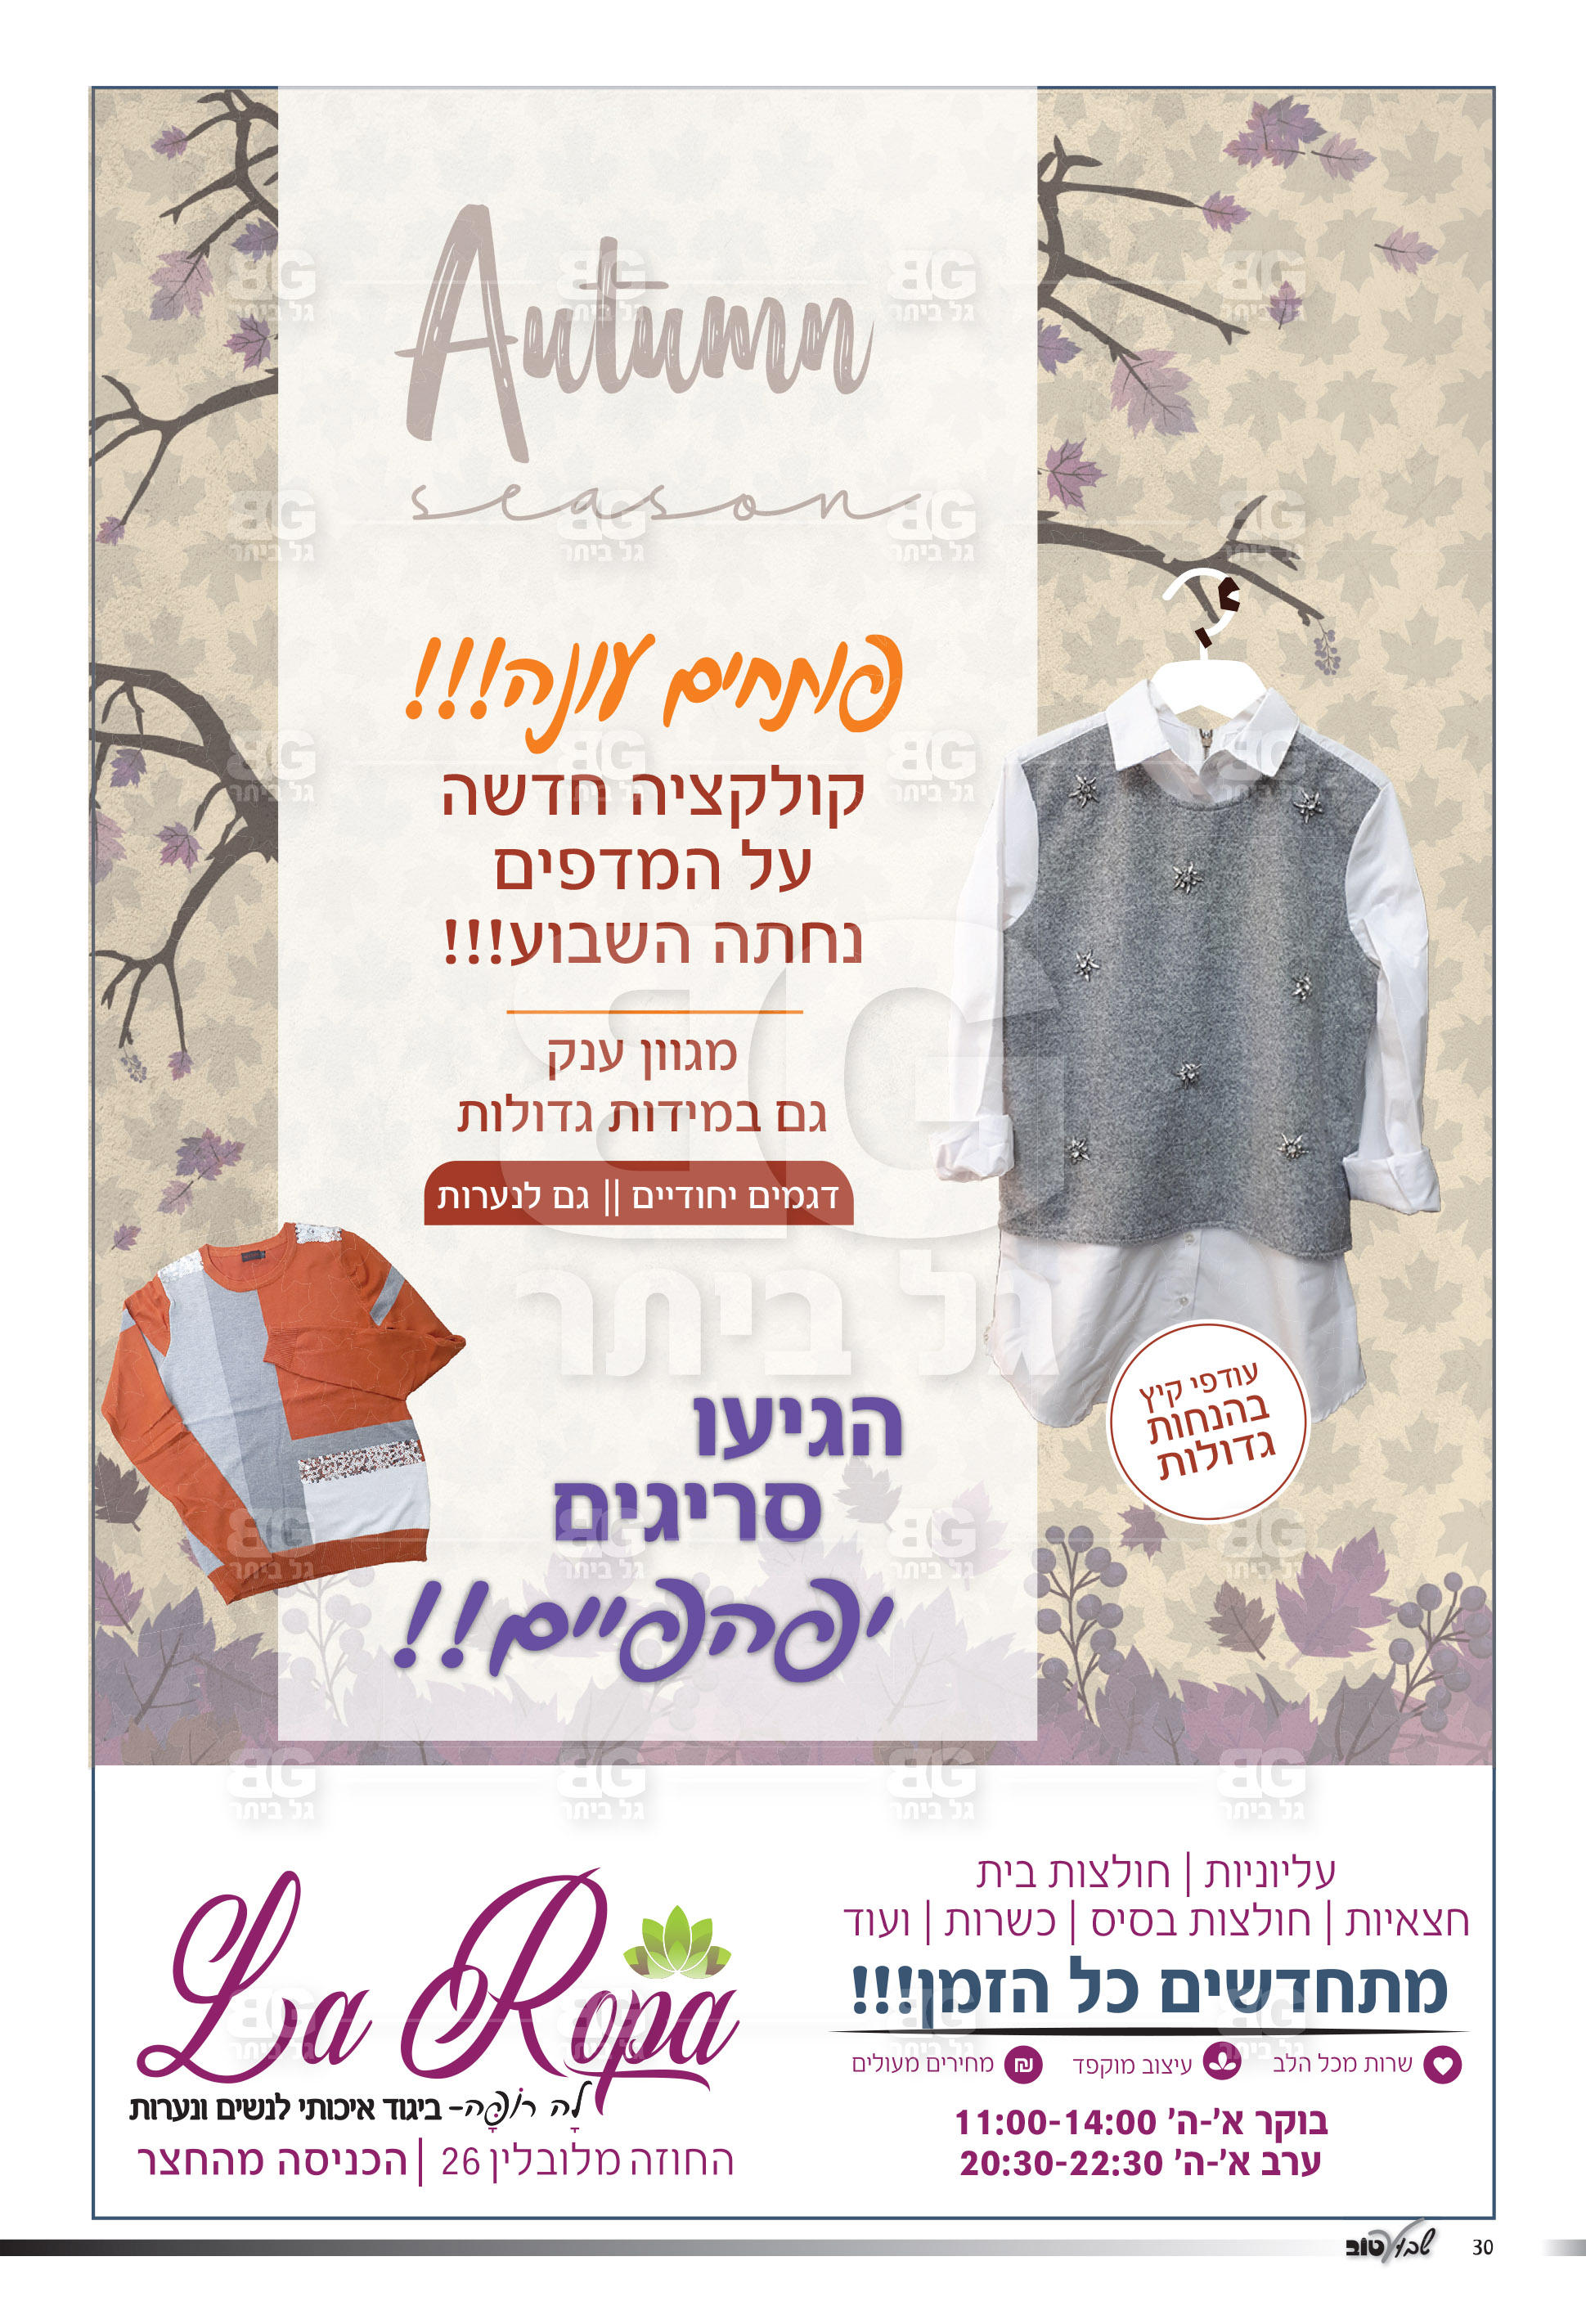 Autumn
season
פותחים עונה!!!
קולקציה חדשה
על המדפים
נחתה השבוע!!!
מגוון ענק
גם במידות גדולות
דגמים יחודיים || גם לנערות
הגיעו
סריגים
יפהפיים!!
עודפי קיץ
בהנחות
גדולות
עליוניות | חולצות בית
חצאיות | חולצות בסיס | כשרות | ועוד
מתחדשים כל הזמן!!!
שרות מכל הלב
עיצוב מוקפד
מחירים מעולים
בוקר א'-ה' 11:00-14:00
ערב א'-ה' 20:30-22:30
La Ropa
לָה רוֹפָּה- ביגוד איכותי לנשים ונערות
החוזה מלובלין 26 | הכניסה מהחצר
שבוע טוב
30
BG
גל ביתר